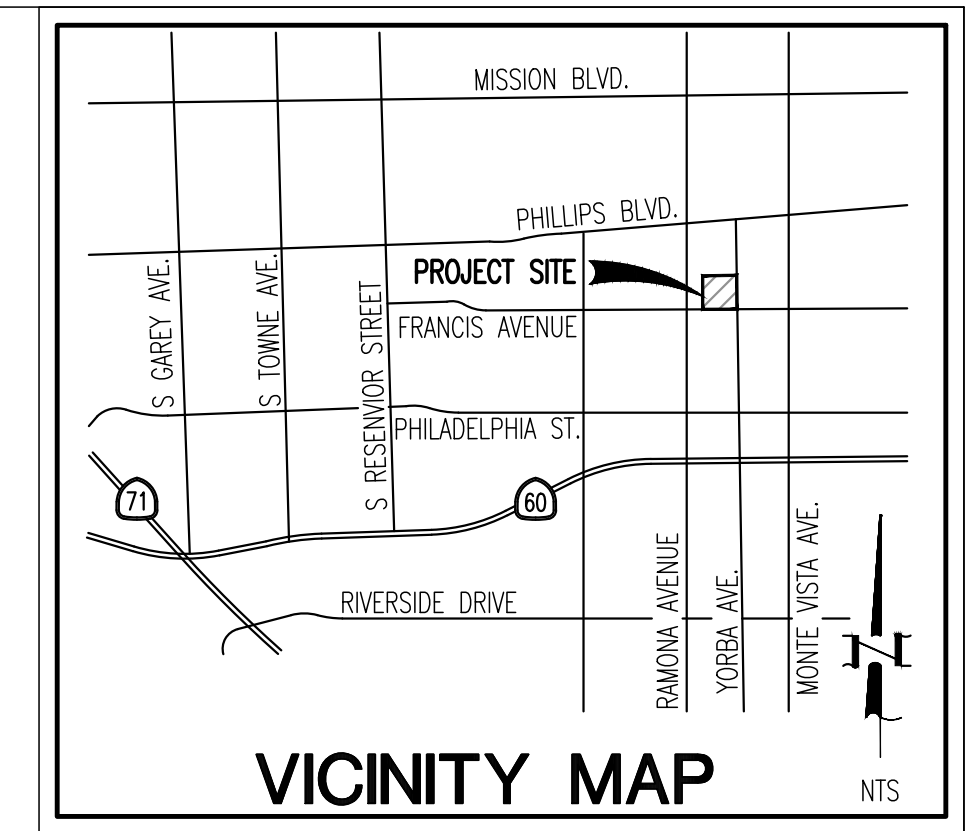 MISSION BLVD.
PHILLIPS BLVD.
PROJECT SITE
S GAREY AVE.
S TOWNE AVE.
S RESENVIOR STREET
FRANCIS AVENUE
PHILADELPHIA ST.
71
60
RIVERSIDE DRIVE
RAMONA AVENUE
YORBA AVE.
MONTE VISTA AVE.
N
VICINITY MAP
NTS